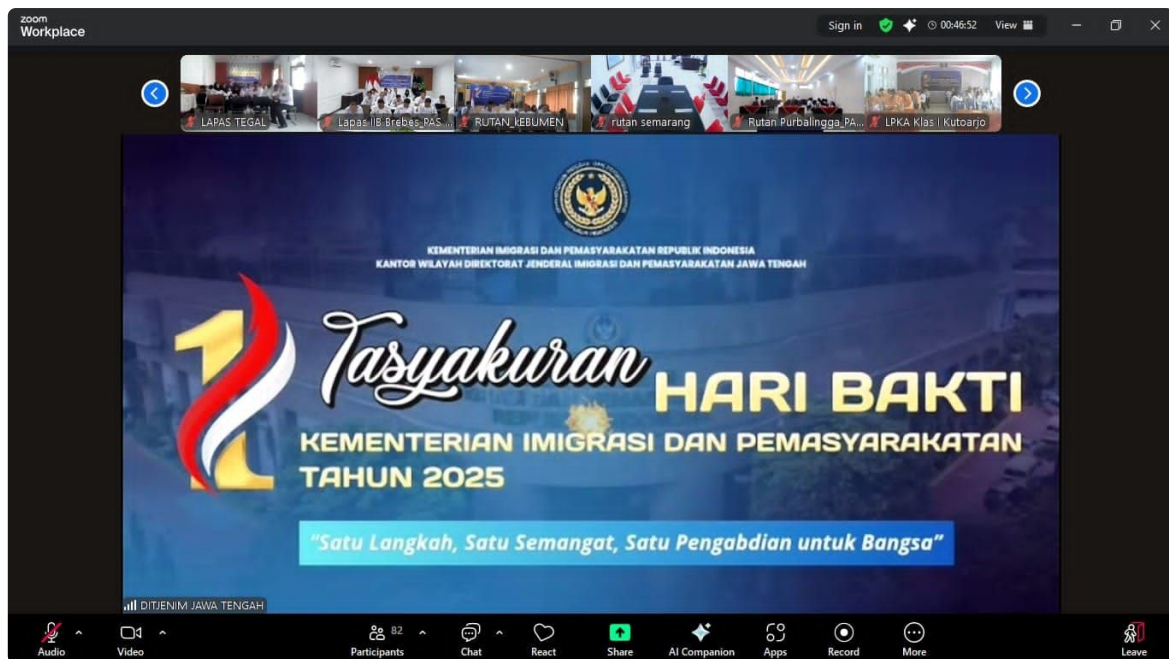 zoom
Workplace
Sign in
00:46:52
View
LAPAS TEGAL
Lapas IIB Brebes_PAS ...
RUTAN_kEBUMEN
rutan semarang
Rutan Purbalingga_PA...
LPKA Klas I Kutoarjo
KEMENTERIAN IMIGRASI DAN PEMASYARAKATAN REPUBLIK INDONESIA
KANTOR WILAYAH DIREKTORAT JENDERAL IMIGRASI DAN PEMASYARAKATAN JAWA TENGAH
1
Tasyakuran HARI BAKTI
KEMENTERIAN IMIGRASI DAN PEMASYARAKATAN
TAHUN 2025
"Satu Langkah, Satu Semangat, Satu Pengabdian untuk Bangsa"
DITJENIM JAWA TENGAH
Audio
Video
82
Participants
Chat
React
Share
AI Companion
Apps
Record
More
Leave